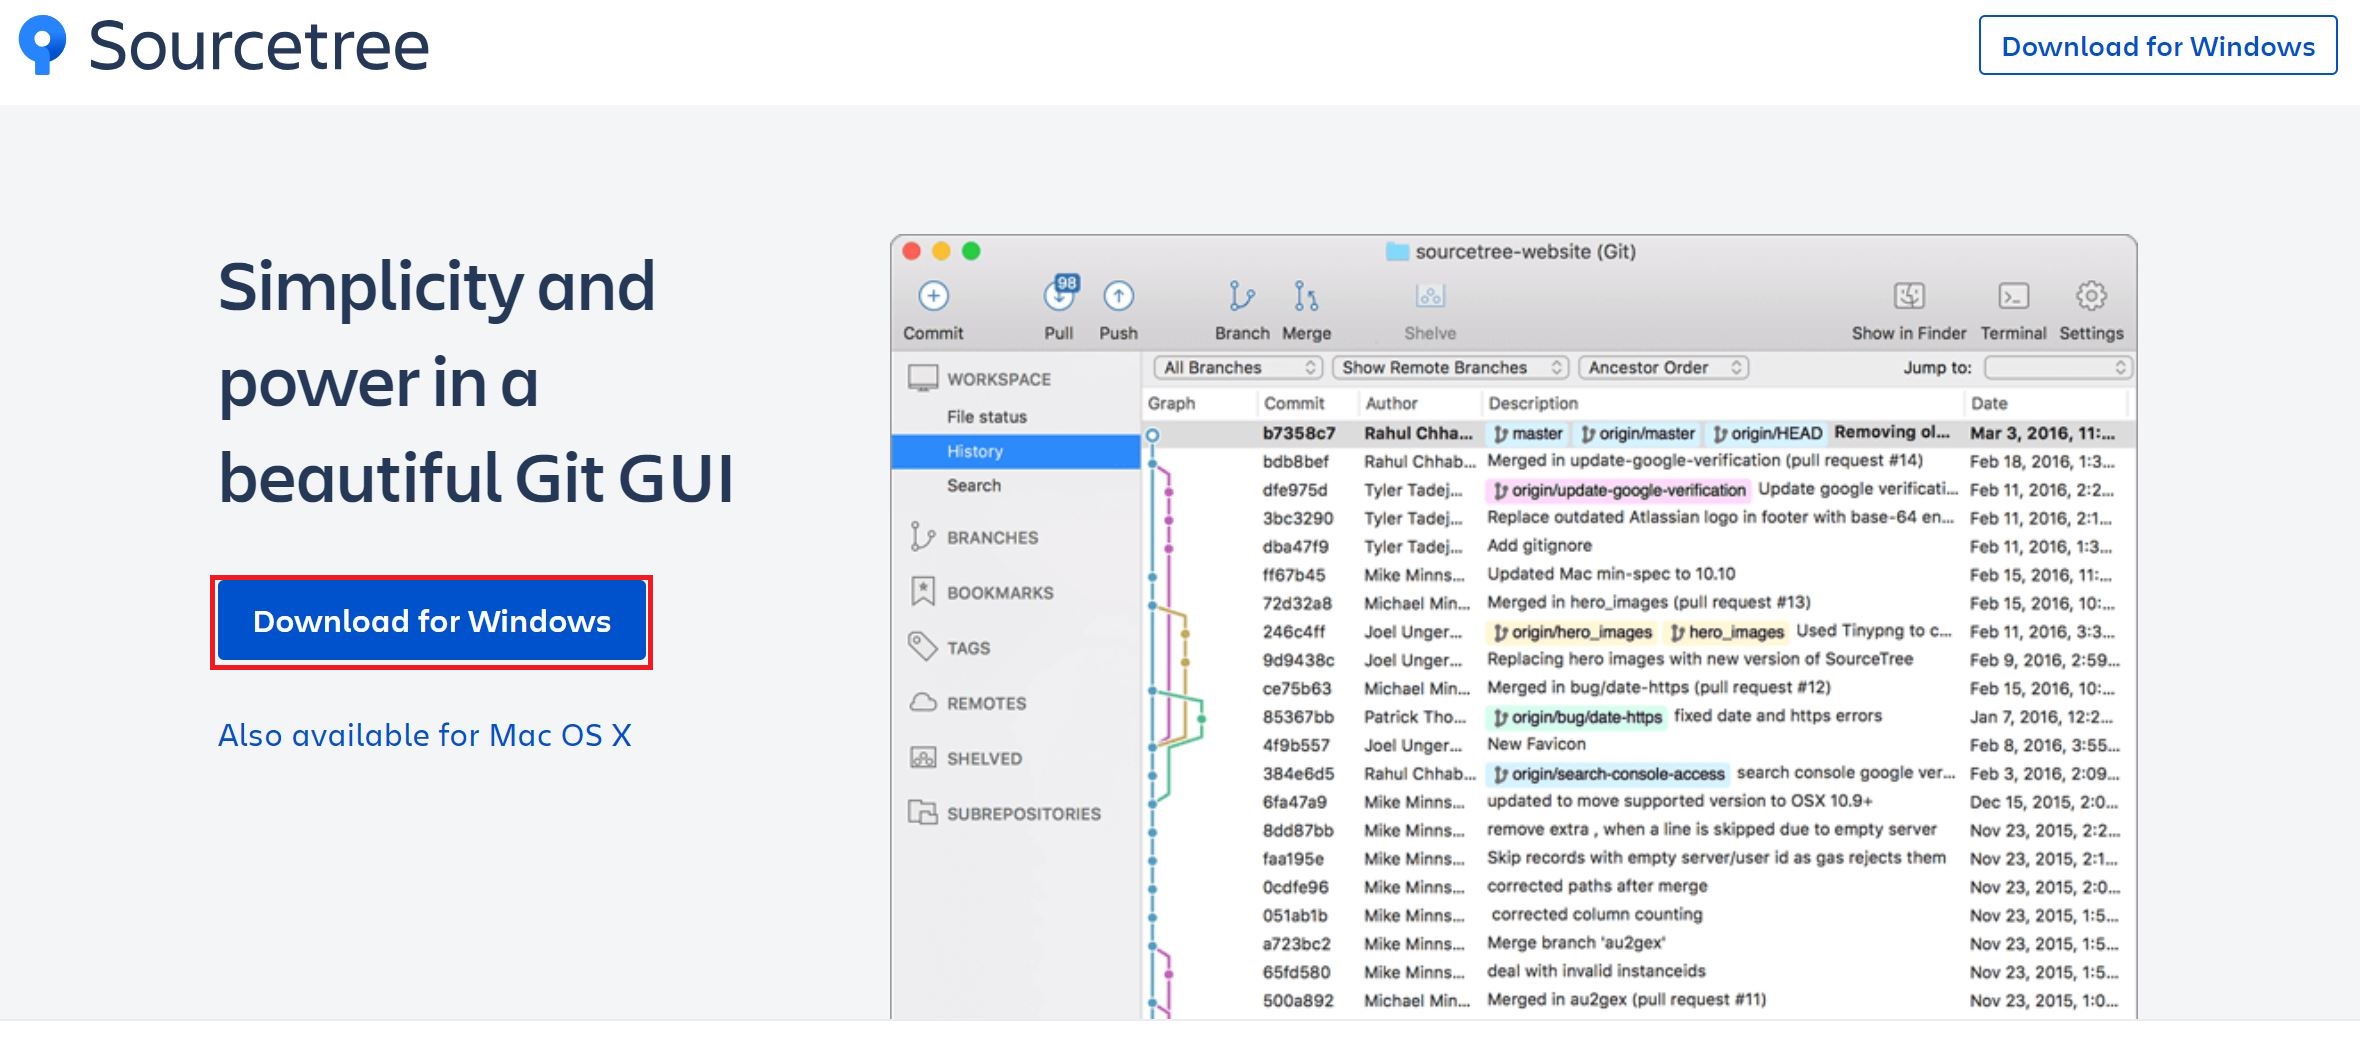 Sourcetree
Download for Windows
Simplicity and
power in a
beautiful Git GUI
Download for Windows
Also available for Mac OS X
sourcetree-website (Git)
98
Commit Pull Push Branch Merge Shelve Show in Finder Terminal Settings
WORKSPACE
File status
History
Search
BRANCHES
BOOKMARKS
TAGS
REMOTES
SHELVED
SUBREPOSITORIES
All Branches Show Remote Branches Ancestor Order Jump to:
Graph Commit Author Description Date
b7358c7 Rahul Chha... master origin/master origin/HEAD Removing ol... Mar 3, 2016, 11:...
bdb8bef Rahul Chhab... Merged in update-google-verification (pull request #14) Feb 18, 2016, 1:3...
dfe975d Tyler Tadej... origin/update-google-verification Update google verificati... Feb 11, 2016, 2:2...
3bc3290 Tyler Tadej... Replace outdated Atlassian logo in footer with base-64 en... Feb 11, 2016, 2:1...
dba47f9 Tyler Tadej... Add gitignore Feb 11, 2016, 1:3...
ff67b45 Mike Minns... Updated Mac min-spec to 10.10 Feb 15, 2016, 11:...
72d32a8 Michael Min... Merged in hero_images (pull request #13) Feb 15, 2016, 10:...
246c4ff Joel Unger... origin/hero_images hero_images Used Tinypng to c... Feb 11, 2016, 3:3...
9d9438c Joel Unger... Replacing hero images with new version of SourceTree Feb 9, 2016, 2:59...
ce75b63 Michael Min... Merged in bug/date-https (pull request #12) Feb 15, 2016, 10:...
85367bb Patrick Tho... origin/bug/date-https fixed date and https errors Jan 7, 2016, 12:2...
4f9b557 Joel Unger... New Favicon Feb 8, 2016, 3:55...
384e6d5 Rahul Chhab... origin/search-console-access search console google ver... Feb 3, 2016, 2:09...
6fa47a9 Mike Minns... updated to move supported version to OSX 10.9+ Dec 15, 2015, 2:0...
8dd87bb Mike Minns... remove extra , when a line is skipped due to empty server Nov 23, 2015, 2:2...
faa195e Mike Minns... Skip records with empty server/user id as gas rejects them Nov 23, 2015, 2:1...
0cdfe96 Mike Minns... corrected paths after merge Nov 23, 2015, 2:0...
051ab1b Mike Minns... corrected column counting Nov 23, 2015, 1:5...
a723bc2 Mike Minns... Merge branch 'au2gex' Nov 23, 2015, 1:5...
65fd580 Mike Minns... deal with invalid instanceids Nov 23, 2015, 1:5...
500a892 Michael Min... Merged in au2gex (pull request #11) Nov 23, 2015, 1:0...